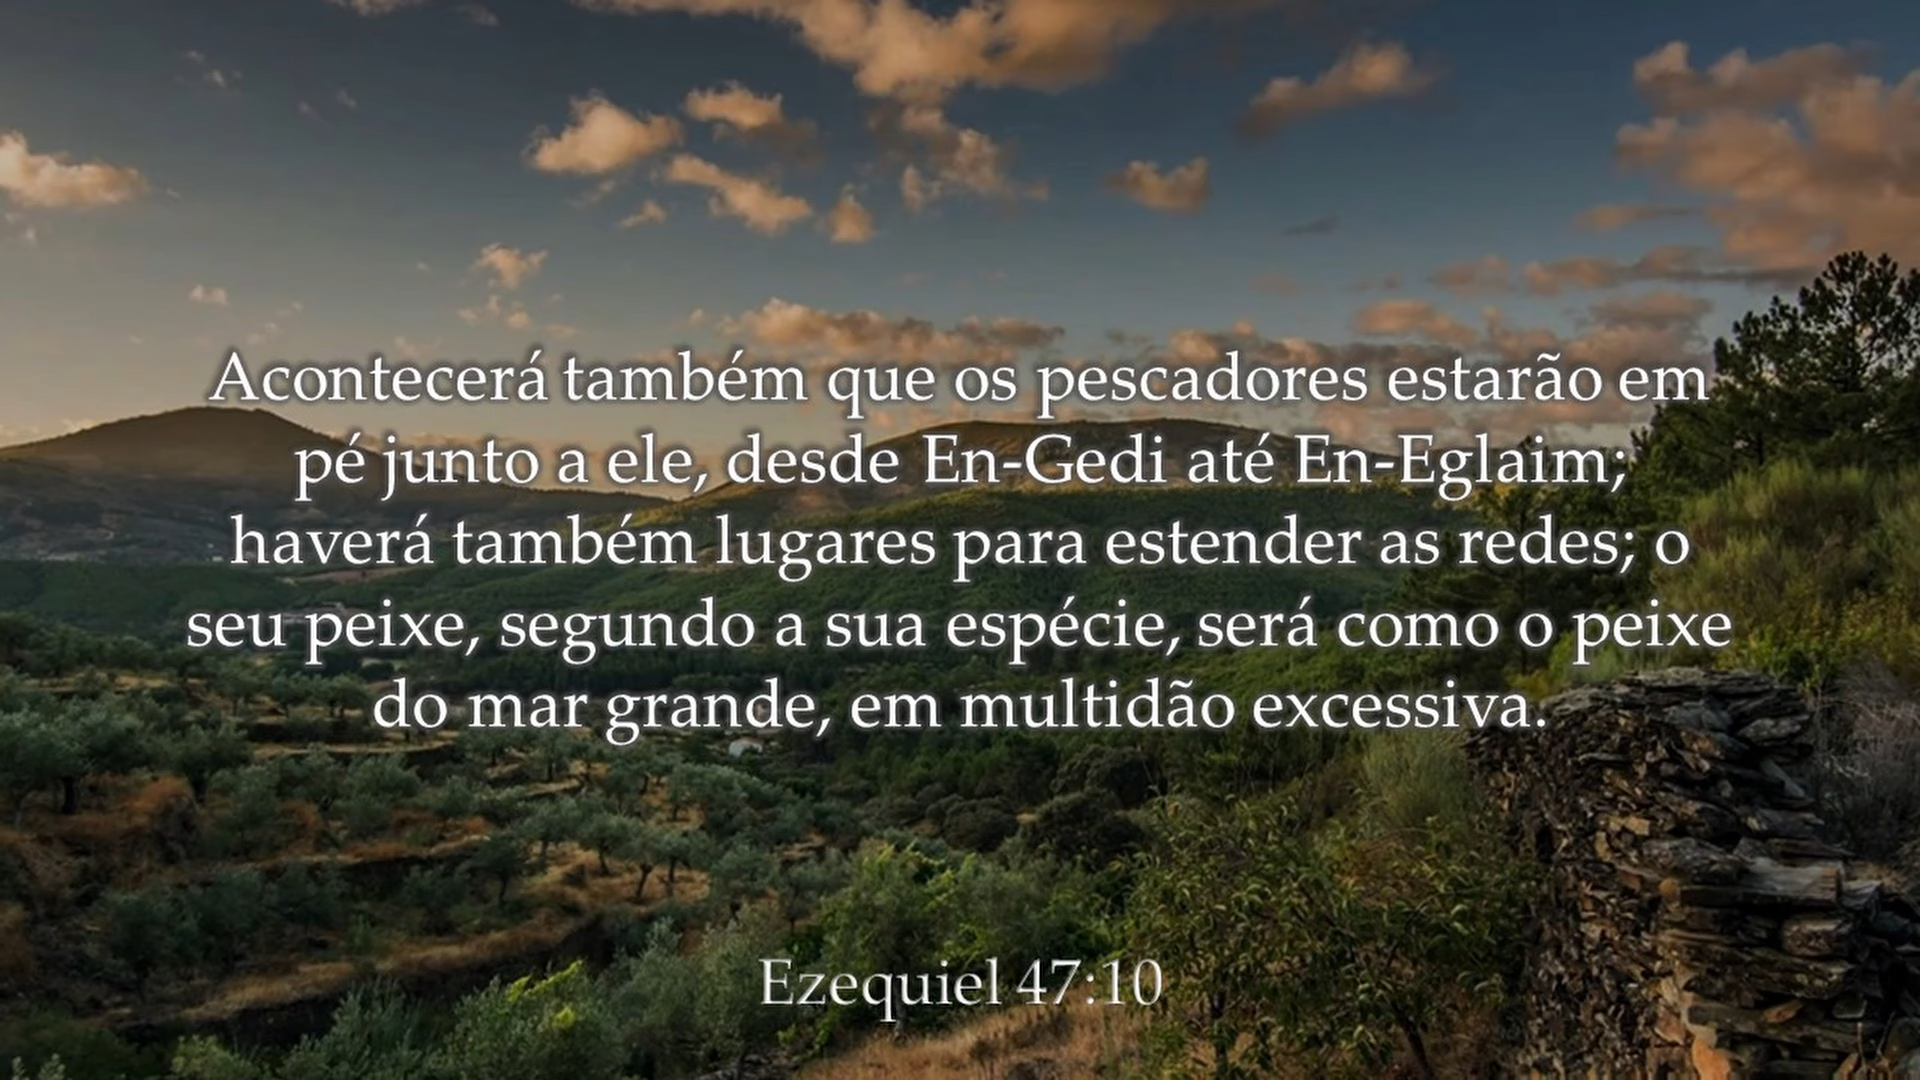 Acontecerá também que os pescadores estarão em
pé junto a ele, desde En-Gedi até En-Eglaim;
haverá também lugares para estender as redes; o
seu peixe, segundo a sua espécie, será como o peixe
do mar grande, em multidão excessiva.
Ezequiel 47:10